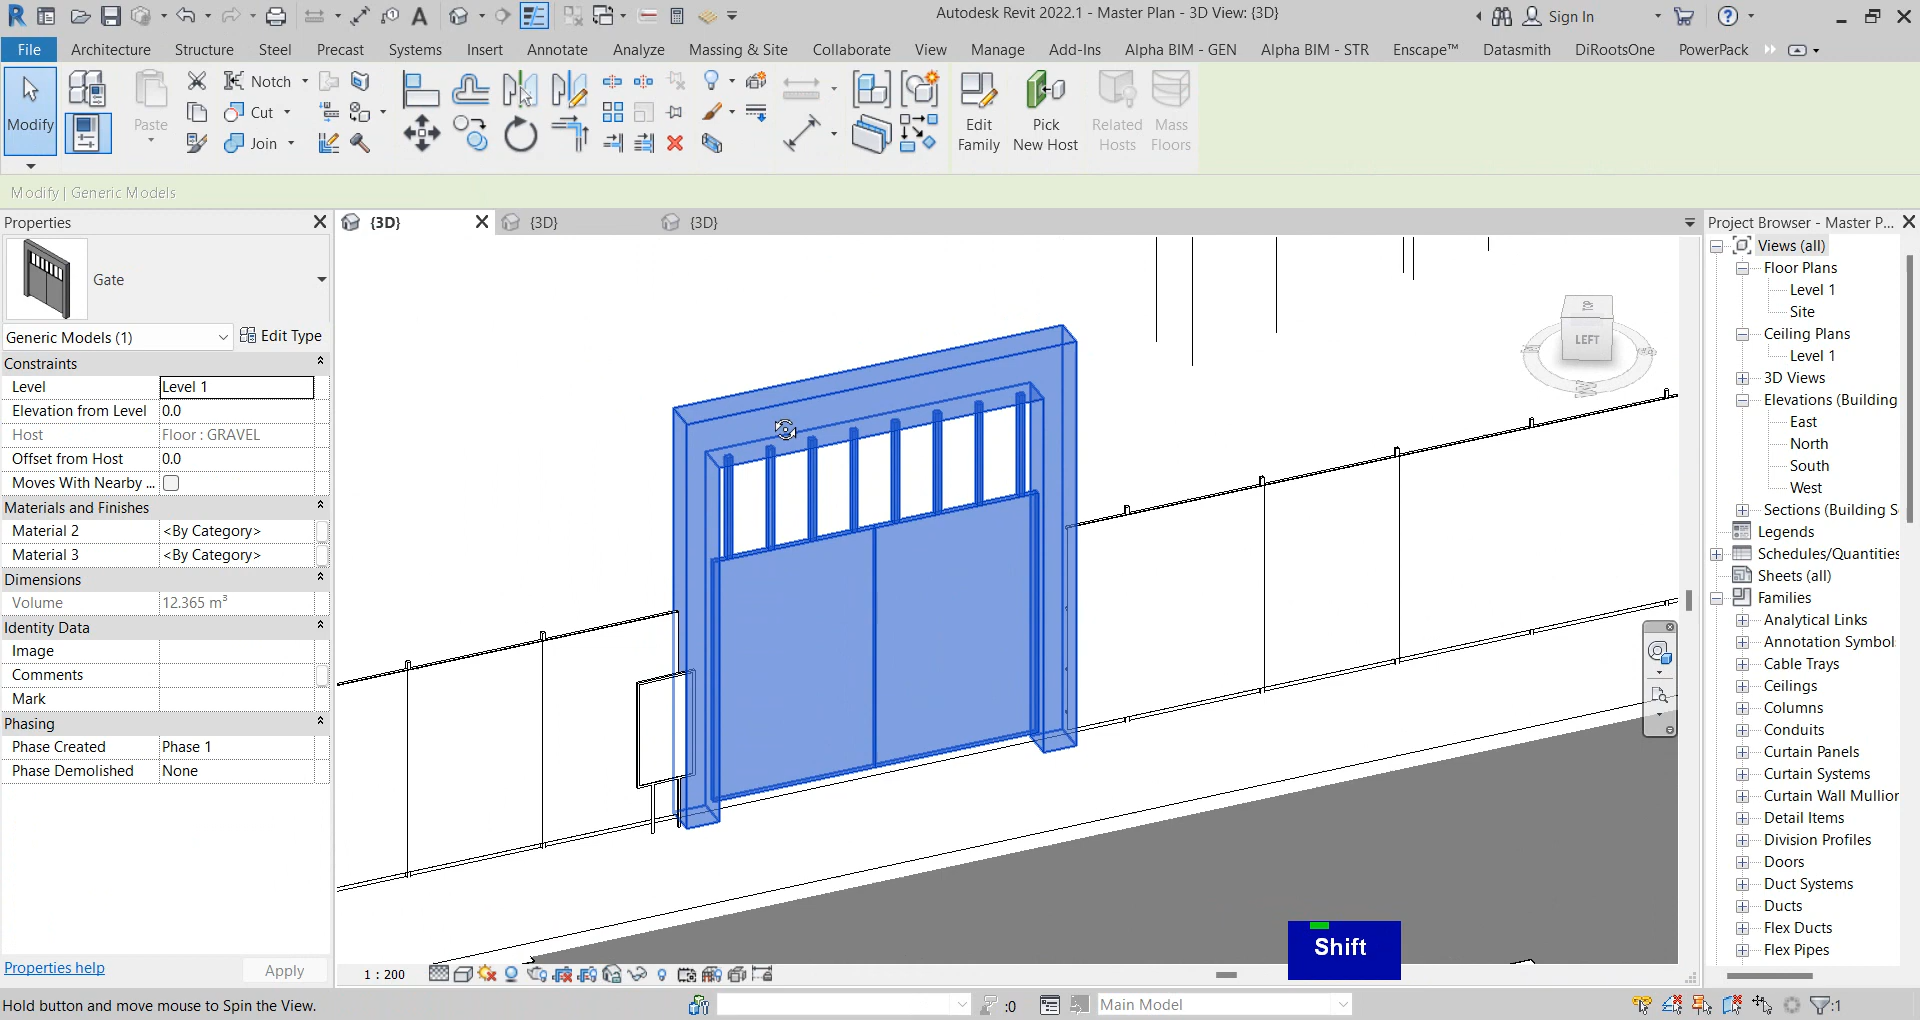 Autodesk Revit 2022.1 - Master Plan - 3D View: {3D}
Sign In
File Architecture Structure Steel Precast Systems Insert Annotate Analyze Massing & Site Collaborate View Manage Add-Ins Alpha BIM - GEN Alpha BIM - STR Enscape™ Datasmith DiRootsOne PowerPack
Modify
Paste
Notch
Cut
Join
Edit Family
Pick New Host
Related Hosts
Mass Floors
Modify | Generic Models
Properties
Gate
Generic Models (1)
Edit Type
Constraints
Level Level 1
Elevation from Level 0.0
Host Floor : GRAVEL
Offset from Host 0.0
Moves With Nearby ...
Materials and Finishes
Material 2 <By Category>
Material 3 <By Category>
Dimensions
Volume 12.365 m³
Identity Data
Image
Comments
Mark
Phasing
Phase Created Phase 1
Phase Demolished None
Properties help
Apply
{3D} {3D} {3D}
LEFT
Shift
1 : 200
Project Browser - Master P...
Views (all)
Floor Plans
Level 1
Site
Ceiling Plans
Level 1
3D Views
Elevations (Building
East
North
South
West
Sections (Building S
Legends
Schedules/Quantities
Sheets (all)
Families
Analytical Links
Annotation Symbol
Cable Trays
Ceilings
Columns
Conduits
Curtain Panels
Curtain Systems
Curtain Wall Mullion
Detail Items
Division Profiles
Doors
Duct Systems
Ducts
Flex Ducts
Flex Pipes
Hold button and move mouse to Spin the View.
:0
Main Model
:1